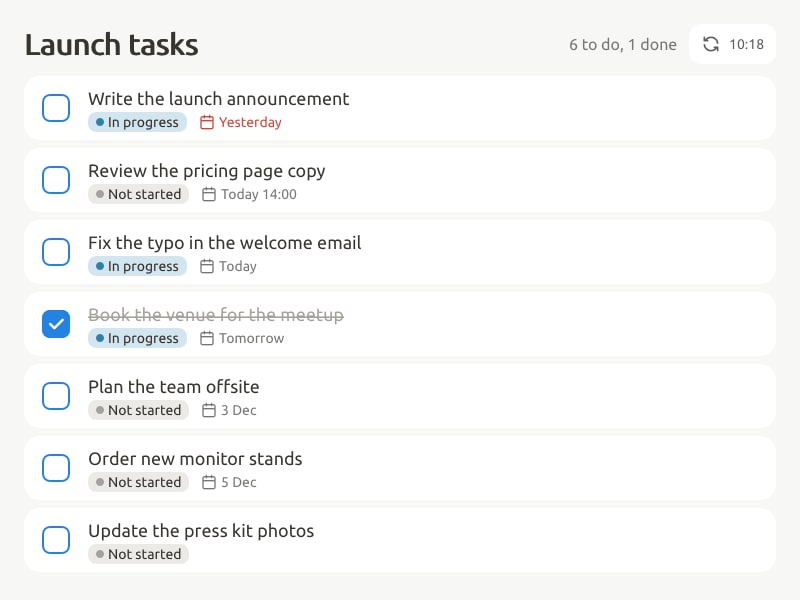 Launch tasks
6 to do, 1 done
10:18
Write the launch announcement
In progress
Yesterday
Review the pricing page copy
Not started
Today 14:00
Fix the typo in the welcome email
In progress
Today
Book the venue for the meetup
In progress
Tomorrow
Plan the team offsite
Not started
3 Dec
Order new monitor stands
Not started
5 Dec
Update the press kit photos
Not started